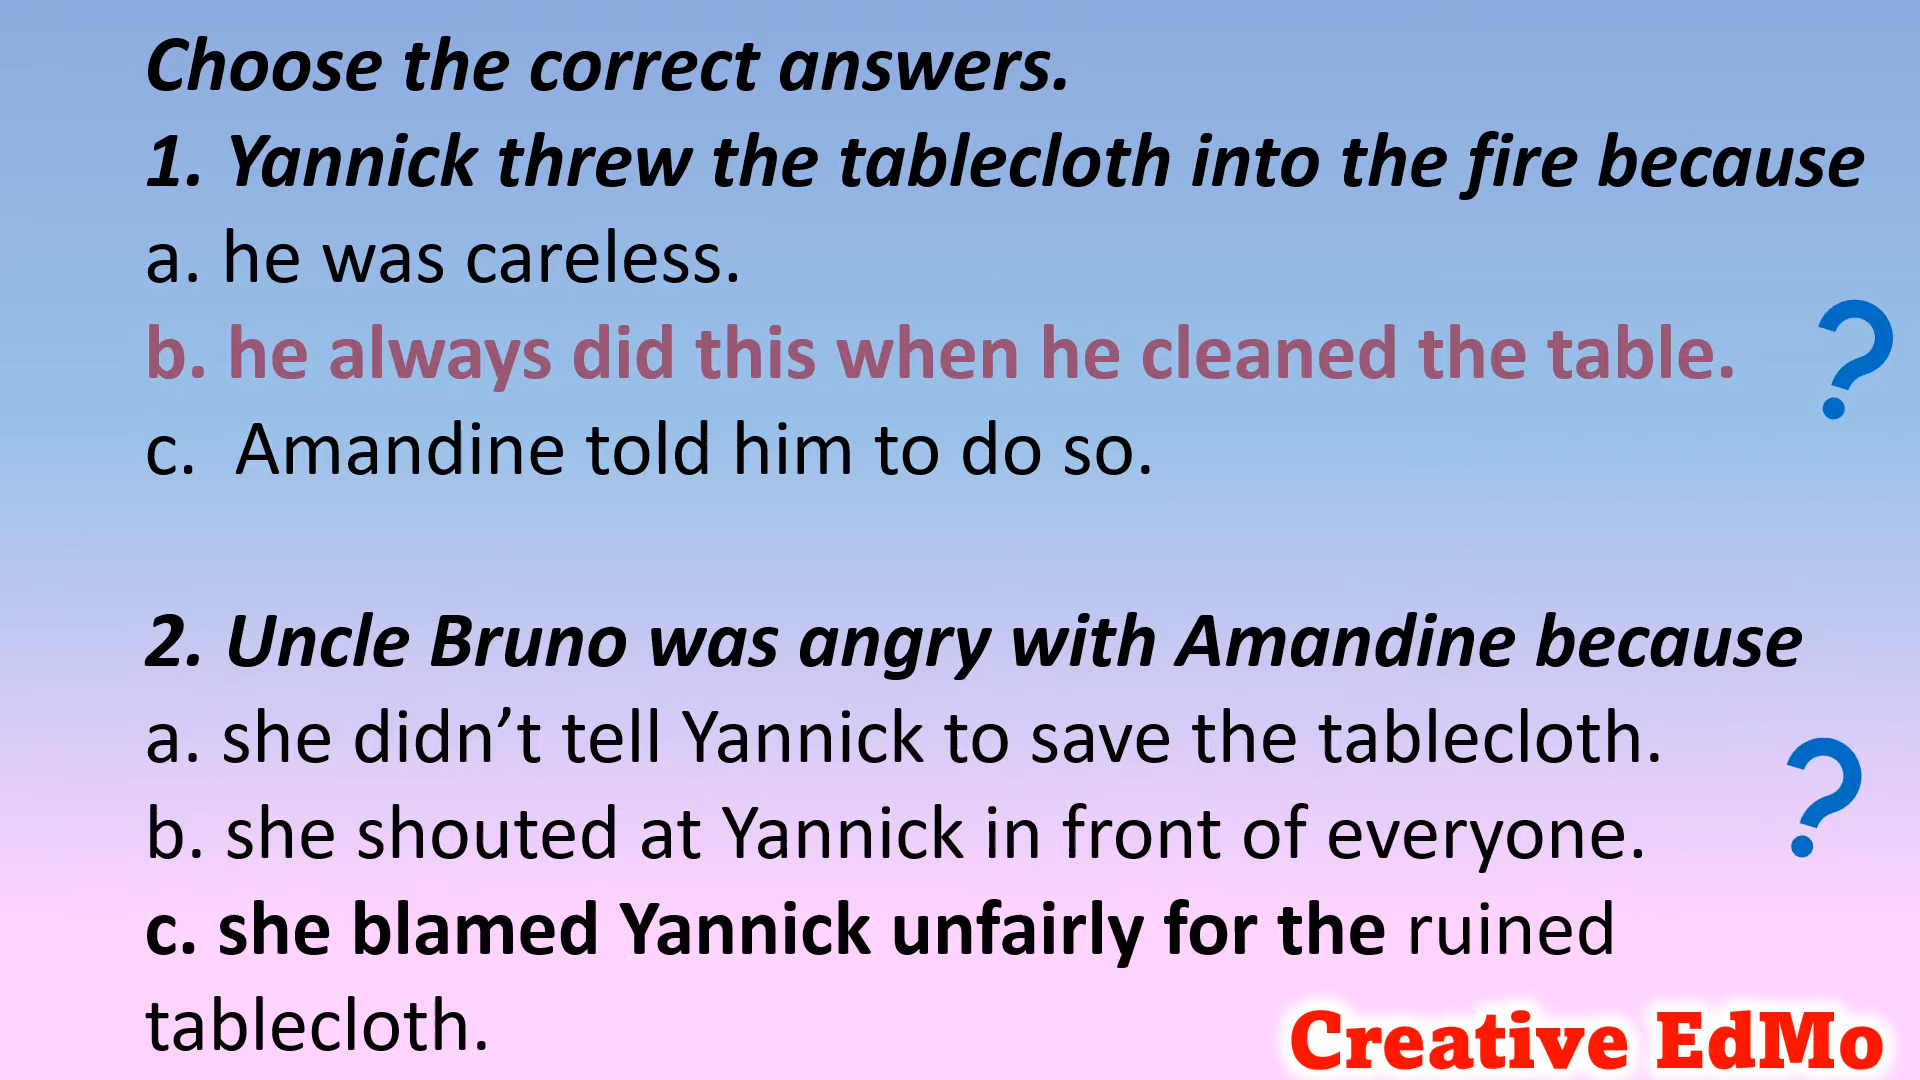 Choose the correct answers.
1. Yannick threw the tablecloth into the fire because
a. he was careless.
b. he always did this when he cleaned the table.
?
c. Amandine told him to do so.
2. Uncle Bruno was angry with Amandine because
a. she didn’t tell Yannick to save the tablecloth.
?
b. she shouted at Yannick in front of everyone.
c. she blamed Yannick unfairly for the ruined
tablecloth.
Creative EdMo